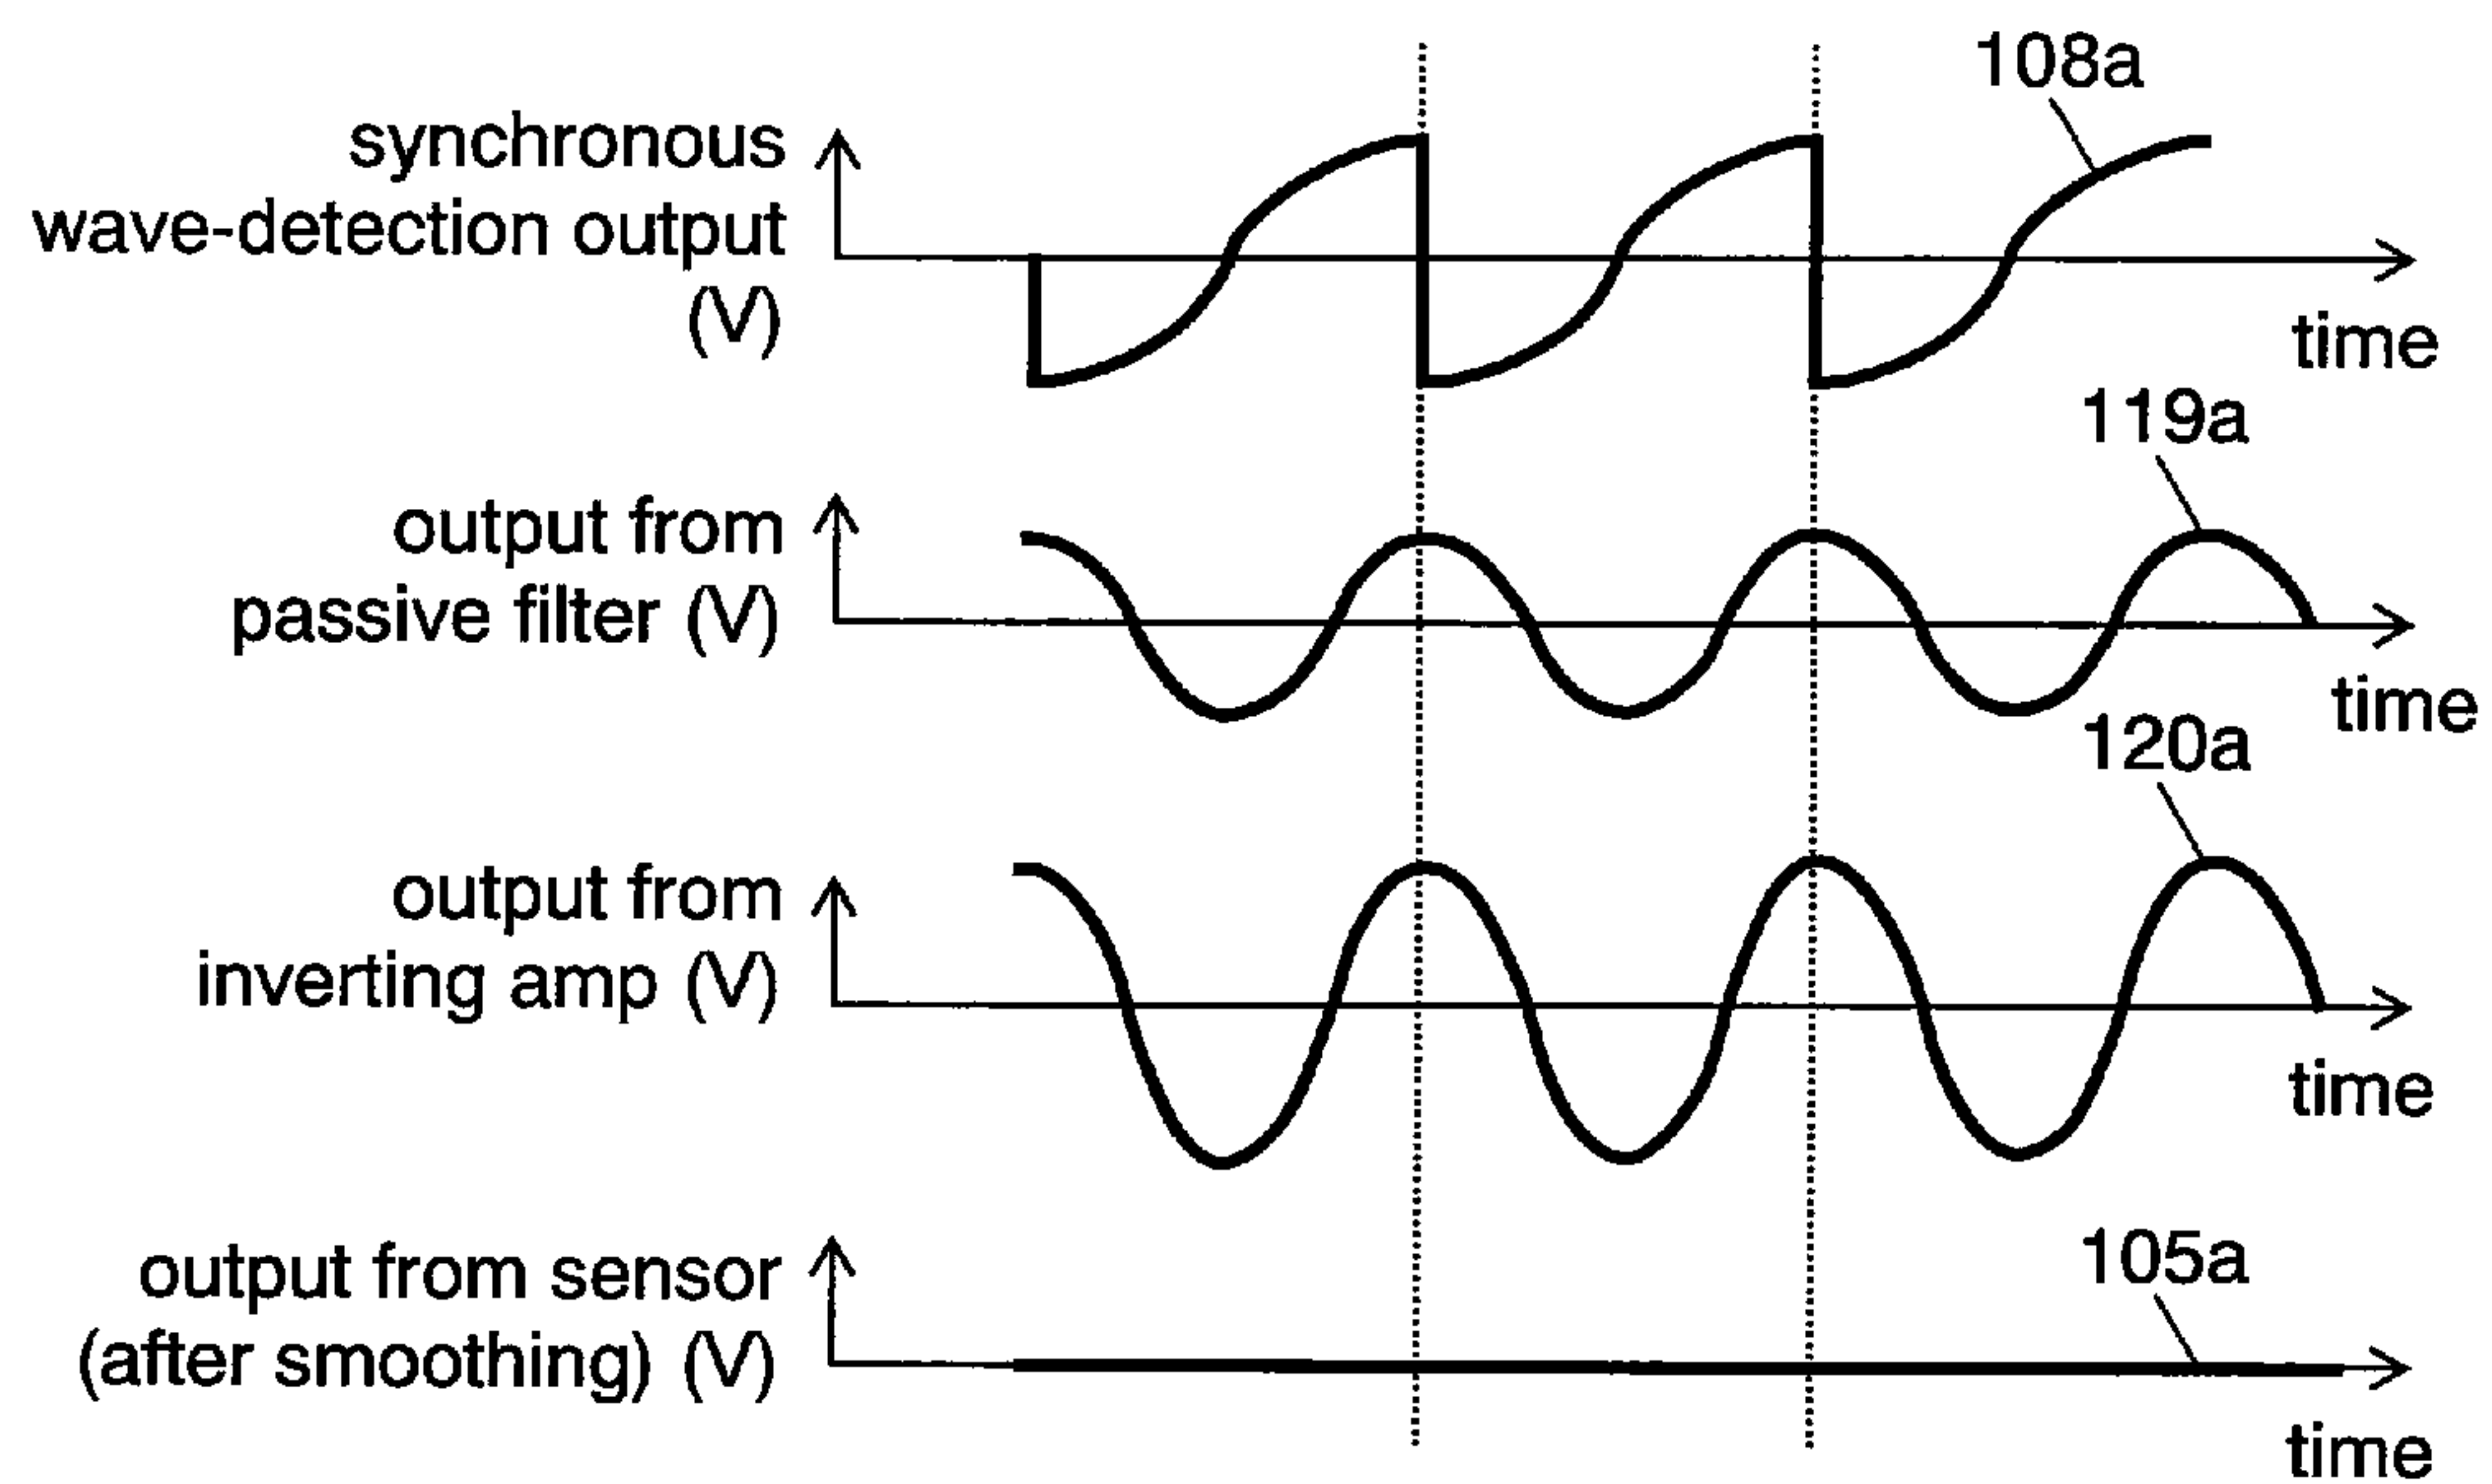 108a
synchronous
wave-detection output
(V)
time
119a
output from
passive filter (V)
time
120a
output from
inverting amp (V)
time
105a
output from sensor
(after smoothing) (V)
time